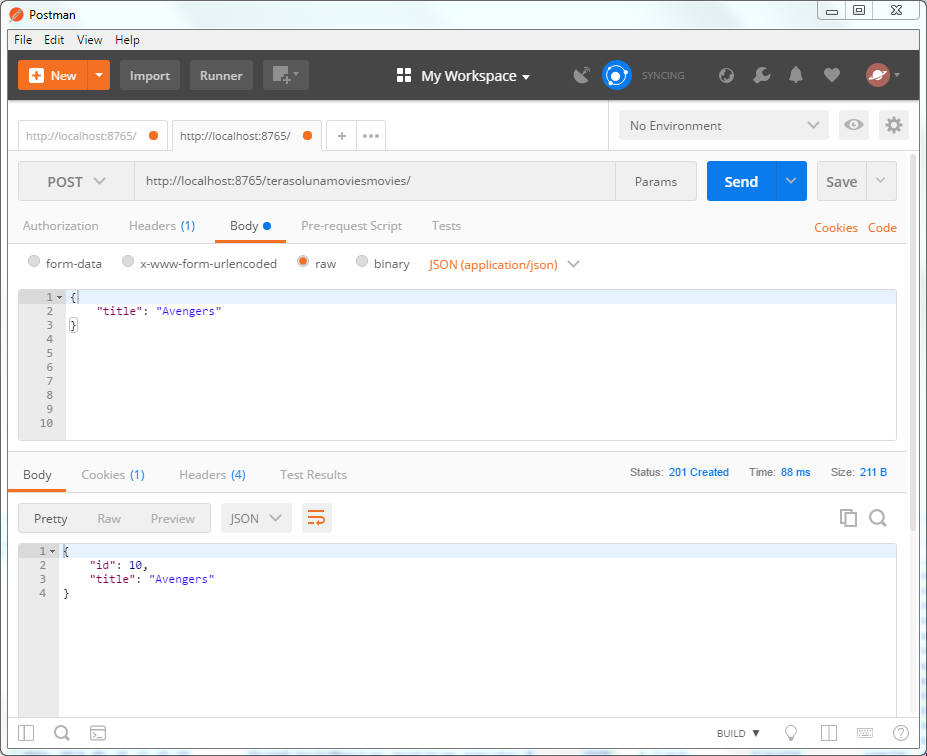 Postman
File Edit View Help
New Import Runner My Workspace SYNCING
http://localhost:8765/ http://localhost:8765/ + ••• No Environment
POST http://localhost:8765/terasolunamoviesmovies/ Params Send Save
Authorization Headers (1) Body Pre-request Script Tests Cookies Code
form-data x-www-form-urlencoded raw binary JSON (application/json)
1 {
2 "title": "Avengers"
3 }
4
5
6
7
8
9
10
Body Cookies (1) Headers (4) Test Results Status: 201 Created Time: 88 ms Size: 211 B
Pretty Raw Preview JSON
1 {
2 "id": 10,
3 "title": "Avengers"
4 }
BUILD ▼